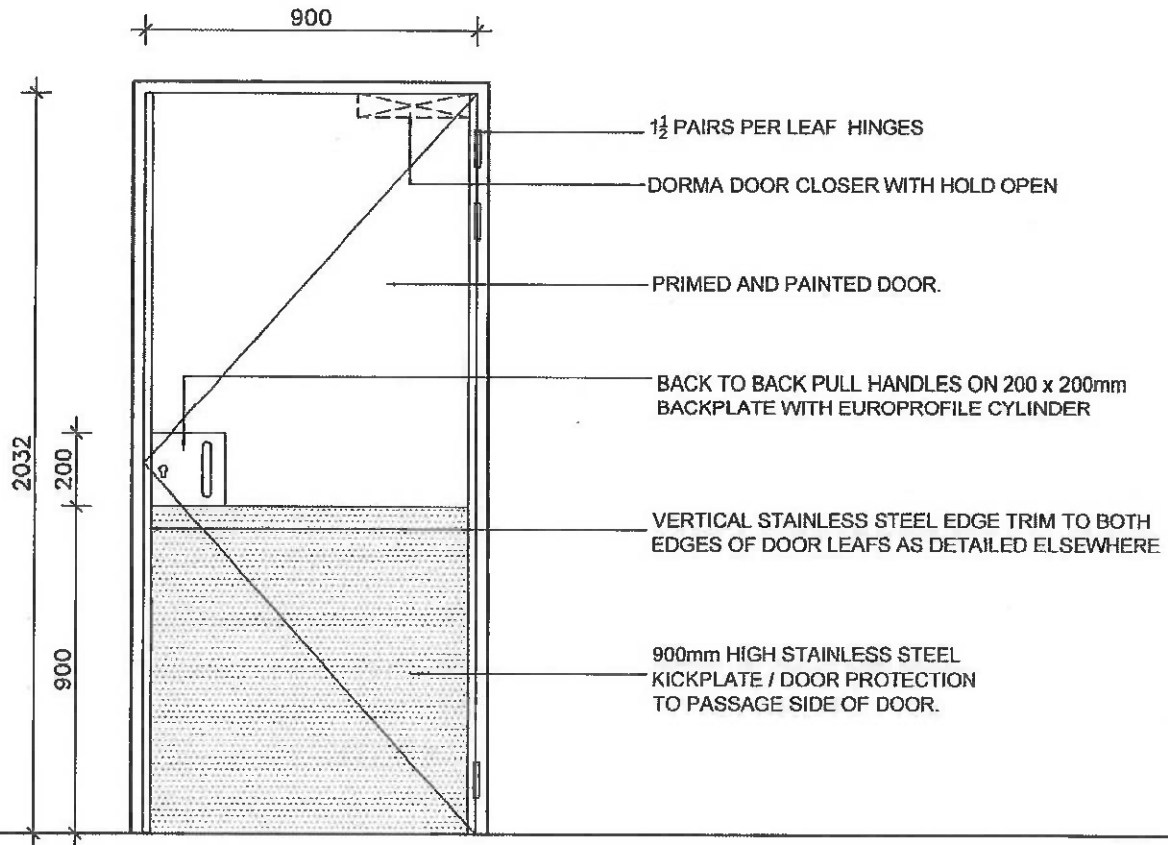 900
1½ PAIRS PER LEAF HINGES
DORMA DOOR CLOSER WITH HOLD OPEN
PRIMED AND PAINTED DOOR.
BACK TO BACK PULL HANDLES ON 200 x 200mm
BACKPLATE WITH EUROPROFILE CYLINDER
2032
200
VERTICAL STAINLESS STEEL EDGE TRIM TO BOTH
EDGES OF DOOR LEAFS AS DETAILED ELSEWHERE
900
900mm HIGH STAINLESS STEEL
KICKPLATE / DOOR PROTECTION
TO PASSAGE SIDE OF DOOR.